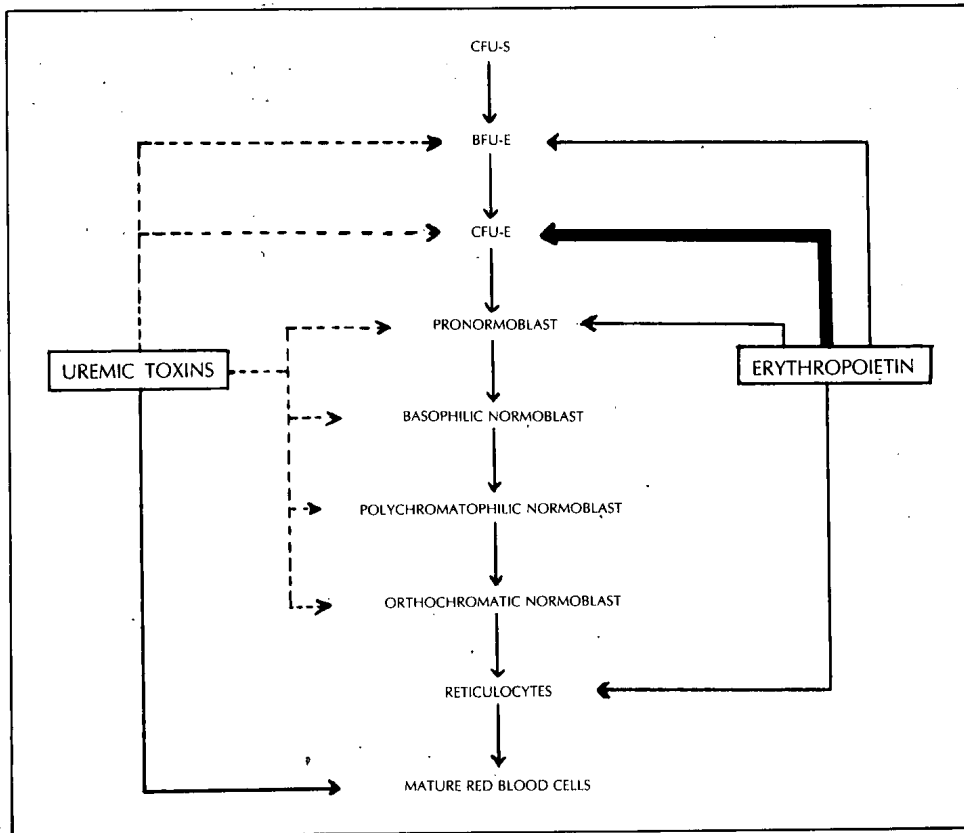 CFU-S
BFU-E
CFU-E
PRONORMOBLAST
UREMIC TOXINS
ERYTHROPOIETIN
BASOPHILIC NORMOBLAST
POLYCHROMATOPHILIC NORMOBLAST
ORTHOCHROMATIC NORMOBLAST
RETICULOCYTES
MATURE RED BLOOD CELLS